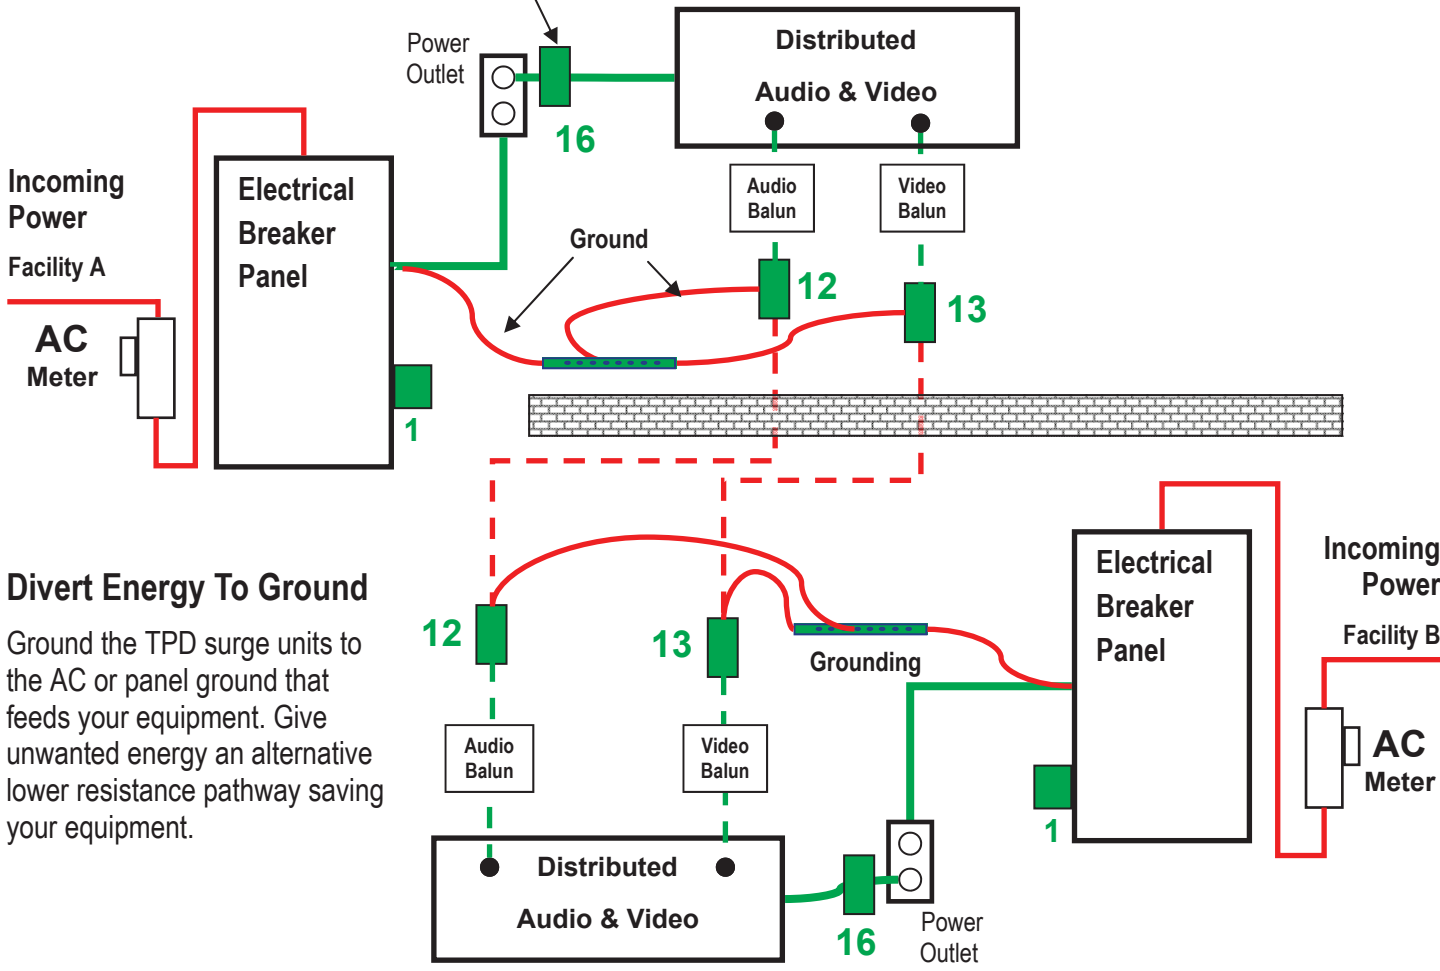 Power
Outlet
Distributed
Audio & Video
16
Incoming
Power
Facility A
Electrical
Breaker
Panel
Audio
Balun
Video
Balun
Ground
12
13
AC
Meter
1
Divert Energy To Ground
Ground the TPD surge units to
the AC or panel ground that
feeds your equipment. Give
unwanted energy an alternative
lower resistance pathway saving
your equipment.
12
13
Grounding
Electrical
Breaker
Panel
Incoming
Power
Facility B
Audio
Balun
Video
Balun
AC
Meter
1
Distributed
Audio & Video
16
Power
Outlet